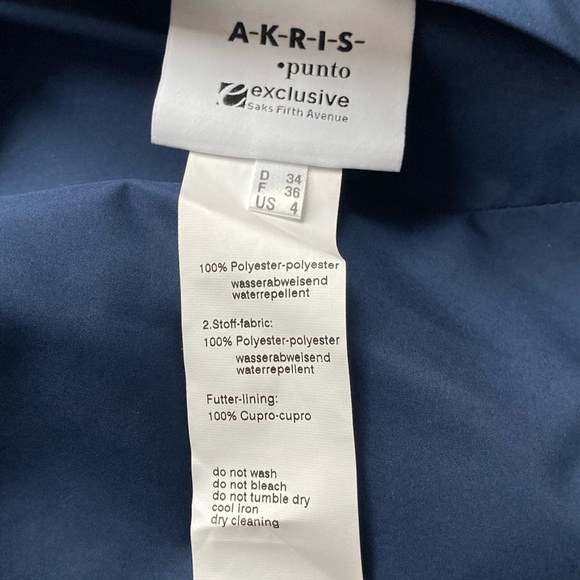 A-K-R-I-S-
•punto
e exclusive
Saks Fifth Avenue
D 34
F 36
US 4
100% Polyester-polyester
wasserabweisend
waterrepellent
2.Stoff-fabric:
100% Polyester-polyester
wasserabweisend
waterrepellent
Futter-lining:
100% Cupro-cupro
do not wash
do not bleach
do not tumble dry
cool iron
dry cleaning